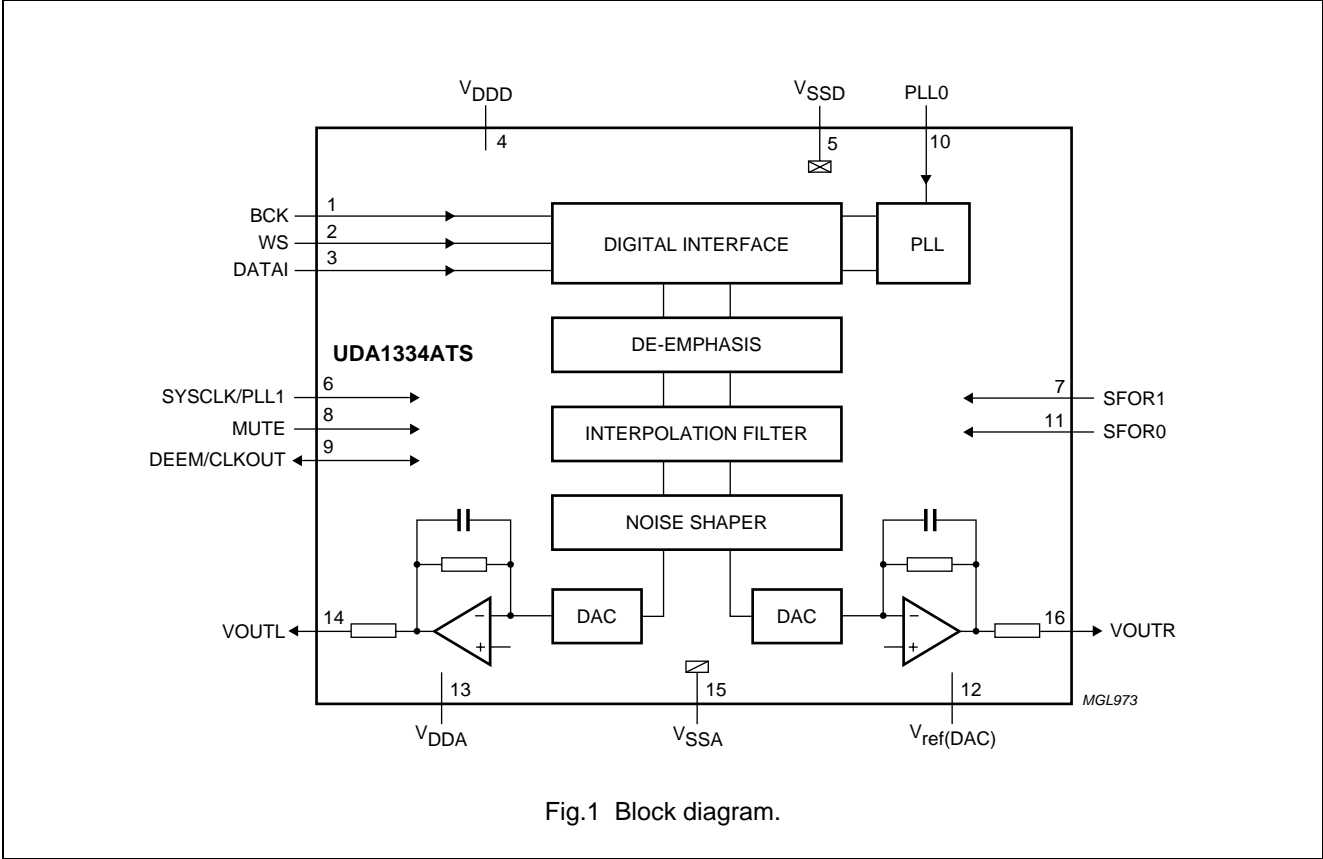 VDDD
VSSD
PLL0
4
5
10
BCK
1
WS
2
DATAI
3
DIGITAL INTERFACE
PLL
DE-EMPHASIS
UDA1334ATS
SYSCLK/PLL1
6
MUTE
8
DEEM/CLKOUT
9
7
SFOR1
11
SFOR0
INTERPOLATION FILTER
NOISE SHAPER
DAC
DAC
VOUTL
14
−
+
−
+
16
VOUTR
13
15
12
MGL973
VDDA
VSSA
Vref(DAC)
Fig.1 Block diagram.